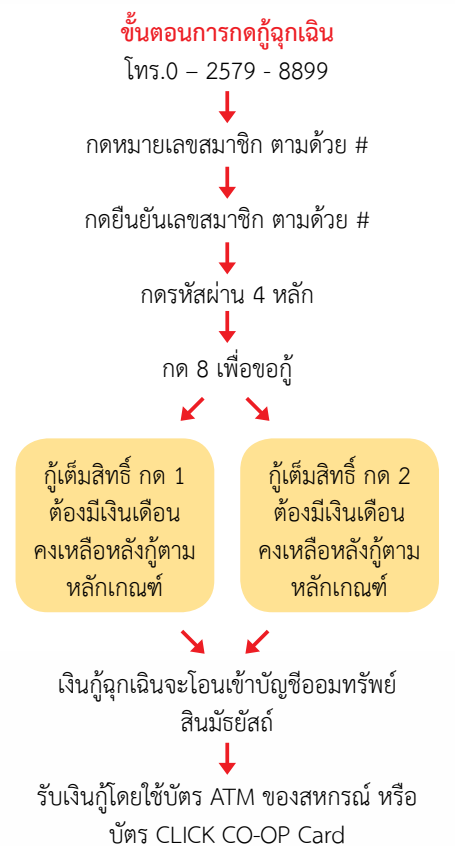 ขั้นตอนการกดกู้ฉุกเฉิน
โทร.0 – 2579 - 8899
กดหมายเลขสมาชิก ตามด้วย #
กดยืนยันเลขสมาชิก ตามด้วย #
กดรหัสผ่าน 4 หลัก
กด 8 เพื่อขอกู้
กู้เต็มสิทธิ์ กด 1
ต้องมีเงินเดือน
คงเหลือหลังกู้ตาม
หลักเกณฑ์
กู้เต็มสิทธิ์ กด 2
ต้องมีเงินเดือน
คงเหลือหลังกู้ตาม
หลักเกณฑ์
เงินกู้ฉุกเฉินจะโอนเข้าบัญชีออมทรัพย์
สินมัธยัสถ์
รับเงินกู้โดยใช้บัตร ATM ของสหกรณ์ หรือ
บัตร CLICK CO-OP Card